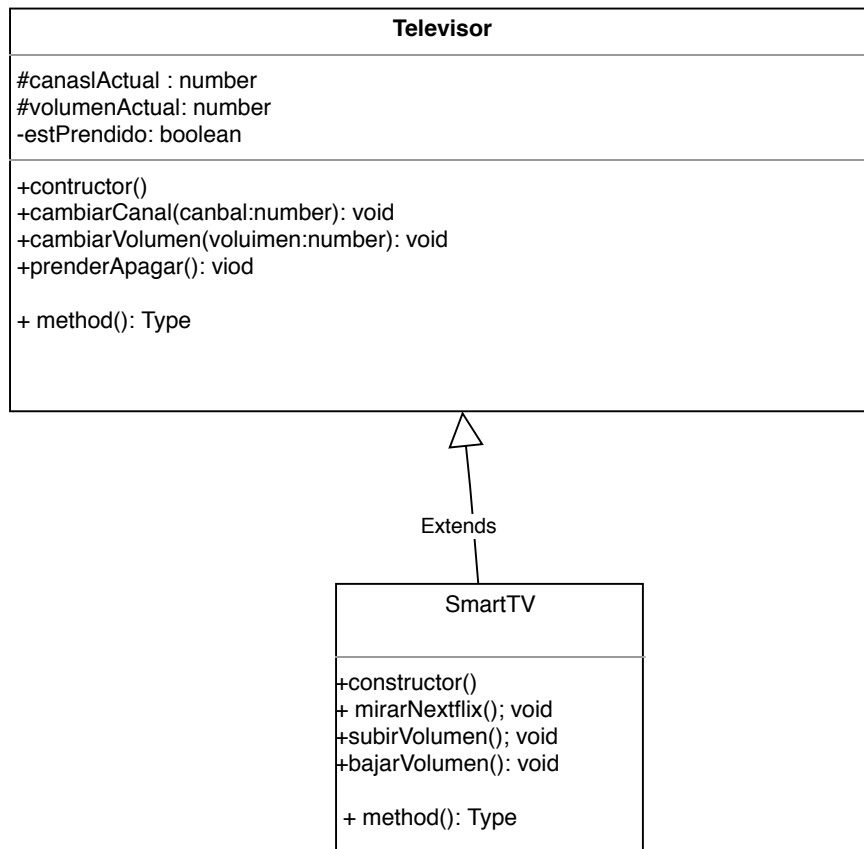 Televisor
#canaslActual : number
#volumenActual: number
-estPrendido: boolean
+contructor()
+cambiarCanal(canbal:number): void
+cambiarVolumen(voluimen:number): void
+prenderApagar(): viod
+ method(): Type
Extends
SmartTV
+constructor()
+ mirarNextflix(); void
+subirVolumen(); void
+bajarVolumen(): void
+ method(): Type